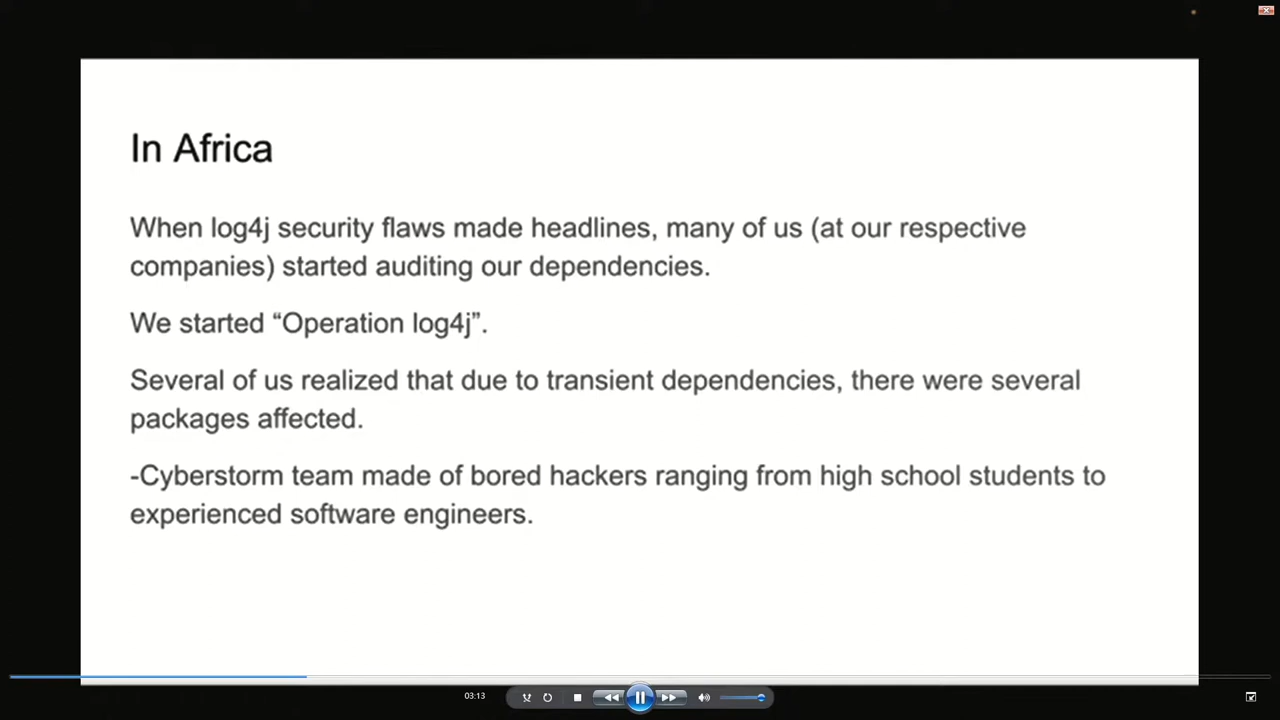 In Africa
When log4j security flaws made headlines, many of us (at our respective
companies) started auditing our dependencies.
We started “Operation log4j”.
Several of us realized that due to transient dependencies, there were several
packages affected.
-Cyberstorm team made of bored hackers ranging from high school students to
experienced software engineers.
03:13